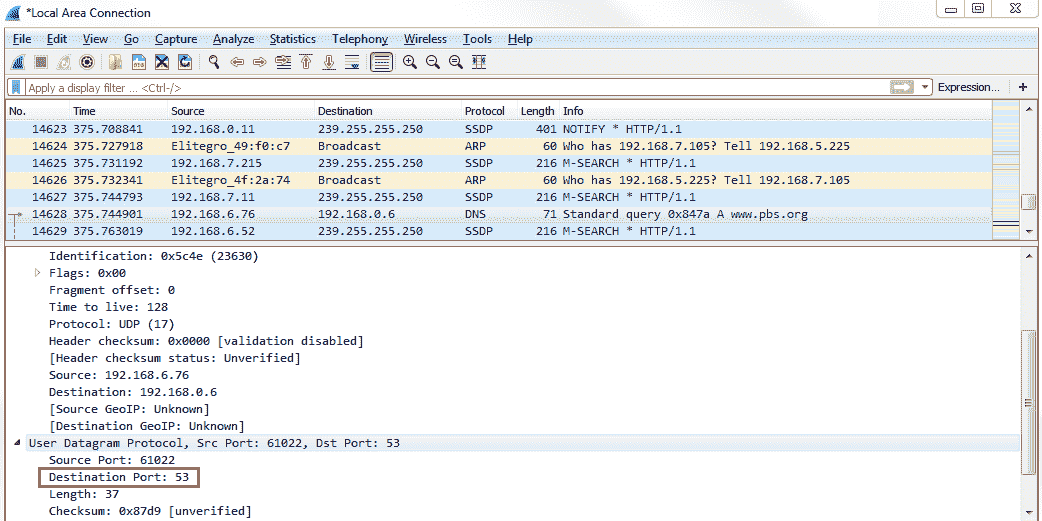 *Local Area Connection
File Edit View Go Capture Analyze Statistics Telephony Wireless Tools Help
Apply a display filter ... <Ctrl-/> Expression... +
No. Time Source Destination Protocol Length Info
14623 375.708841 192.168.0.11 239.255.255.250 SSDP 401 NOTIFY * HTTP/1.1
14624 375.727918 Elitegro_49:f0:c7 Broadcast ARP 60 Who has 192.168.7.105? Tell 192.168.5.225
14625 375.731192 192.168.7.215 239.255.255.250 SSDP 216 M-SEARCH * HTTP/1.1
14626 375.732341 Elitegro_4f:2a:74 Broadcast ARP 60 Who has 192.168.5.225? Tell 192.168.7.105
14627 375.744793 192.168.7.11 239.255.255.250 SSDP 216 M-SEARCH * HTTP/1.1
14628 375.744901 192.168.6.76 192.168.0.6 DNS 71 Standard query 0x847a A www.pbs.org
14629 375.763019 192.168.6.52 239.255.255.250 SSDP 216 M-SEARCH * HTTP/1.1
Identification: 0x5c4e (23630)
Flags: 0x00
Fragment offset: 0
Time to live: 128
Protocol: UDP (17)
Header checksum: 0x0000 [validation disabled]
[Header checksum status: Unverified]
Source: 192.168.6.76
Destination: 192.168.0.6
[Source GeoIP: Unknown]
[Destination GeoIP: Unknown]
User Datagram Protocol, Src Port: 61022, Dst Port: 53
Source Port: 61022
Destination Port: 53
Length: 37
Checksum: 0x87d9 [unverified]